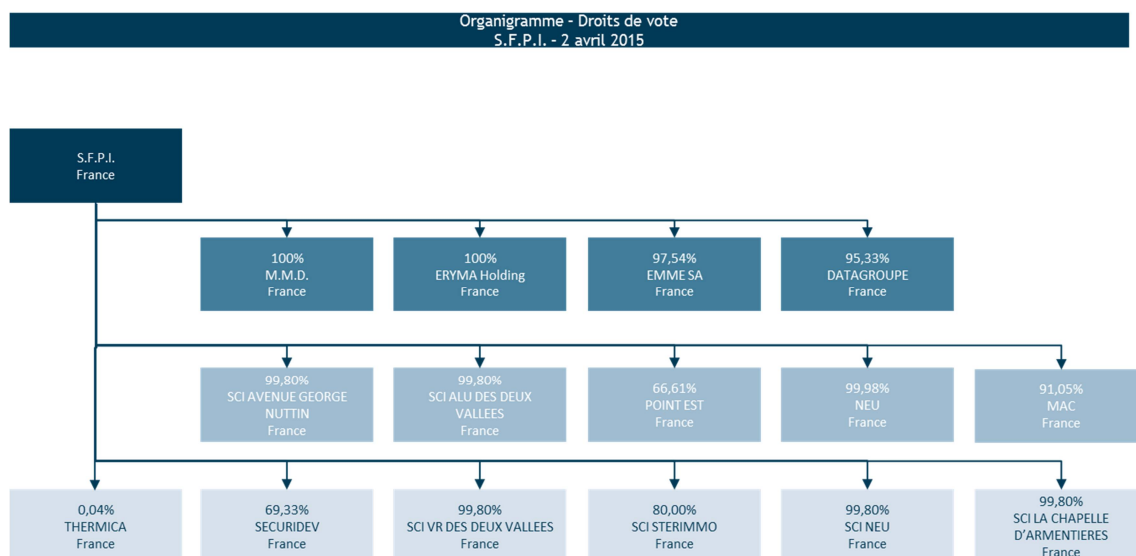 Organigramme - Droits de vote
S.F.P.I. - 2 avril 2015
S.F.P.I.
France
100%
M.M.D.
France
100%
ERYMA Holding
France
97,54%
EMME SA
France
95,33%
DATAGROUPE
France
99,80%
SCI AVENUE GEORGE
NUTTIN
France
99,80%
SCI ALU DES DEUX
VALLEES
France
66,61%
POINT EST
France
99,98%
NEU
France
91,05%
MAC
France
0,04%
THERMICA
France
69,33%
SECURIDEV
France
99,80%
SCI VR DES DEUX VALLEES
France
80,00%
SCI STERIMMO
France
99,80%
SCI NEU
France
99,80%
SCI LA CHAPELLE
D'ARMENTIERES
France